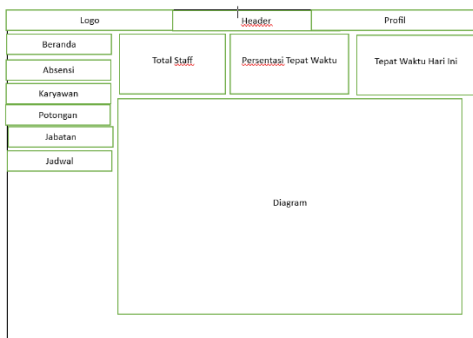 Logo
Header
Profil
Beranda
Absensi
Karyawan
Potongan
Jabatan
Jadwal
Total Staff
Persentasi Tepat Waktu
Tepat Waktu Hari Ini
Diagram